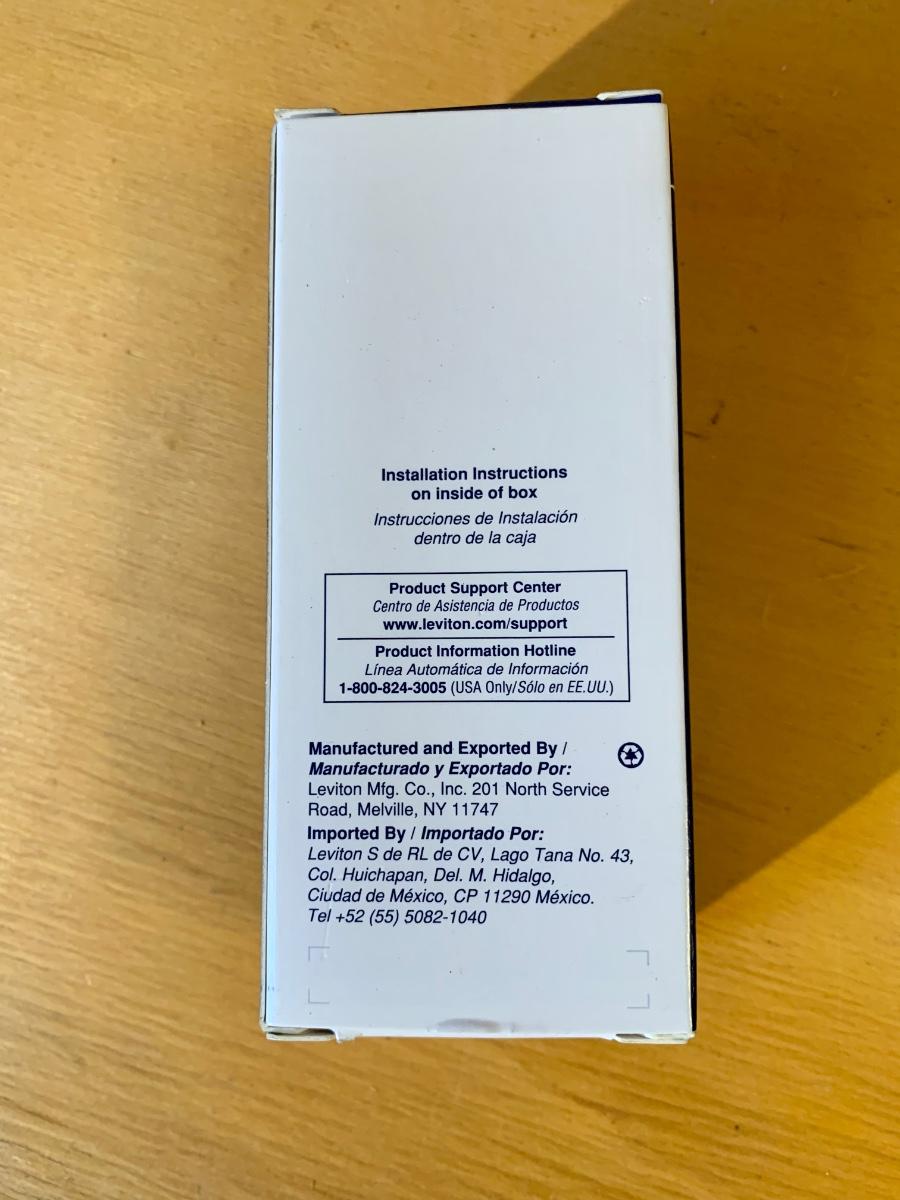 Installation Instructions
on inside of box
Instrucciones de Instalación
dentro de la caja
Product Support Center
Centro de Asistencia de Productos
www.leviton.com/support
Product Information Hotline
Línea Automática de Información
1-800-824-3005 (USA Only/Sólo en EE.UU.)
Manufactured and Exported By /
Manufacturado y Exportado Por:
Leviton Mfg. Co., Inc. 201 North Service
Road, Melville, NY 11747
Imported By / Importado Por:
Leviton S de RL de CV, Lago Tana No. 43,
Col. Huichapan, Del. M. Hidalgo,
Ciudad de México, CP 11290 México.
Tel +52 (55) 5082-1040